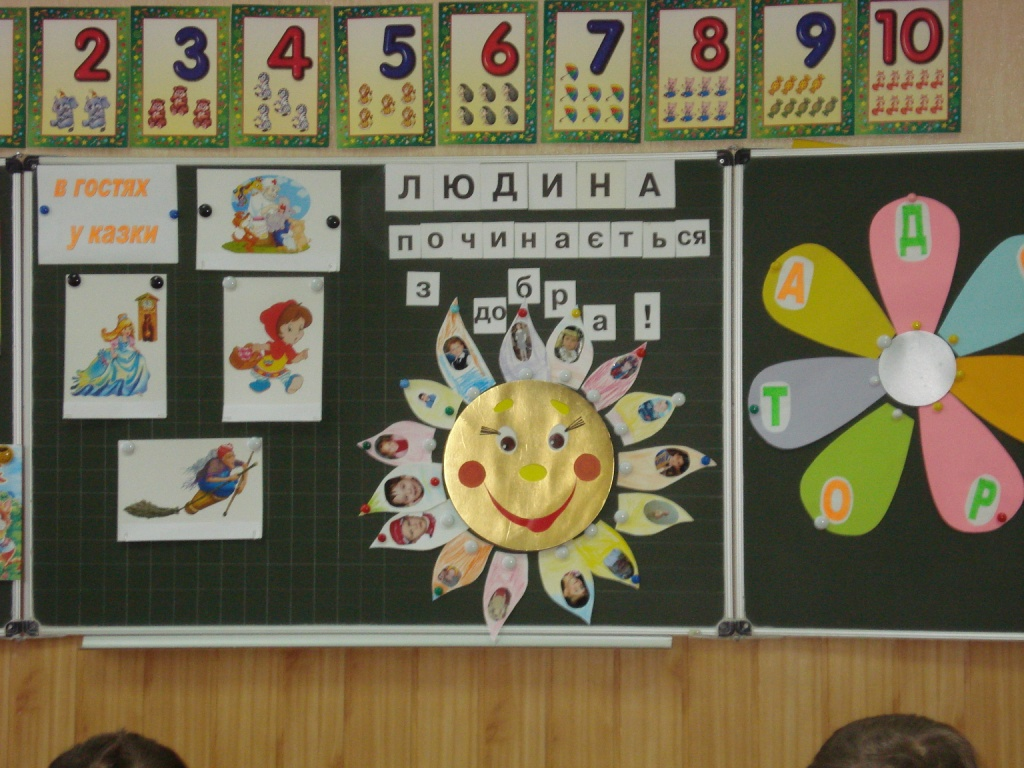 2 3 4 5 6 7 8 9 10
в гостях
у казки
ЛЮДИНА
починається
з добра!
Д
А
Т
О
Р